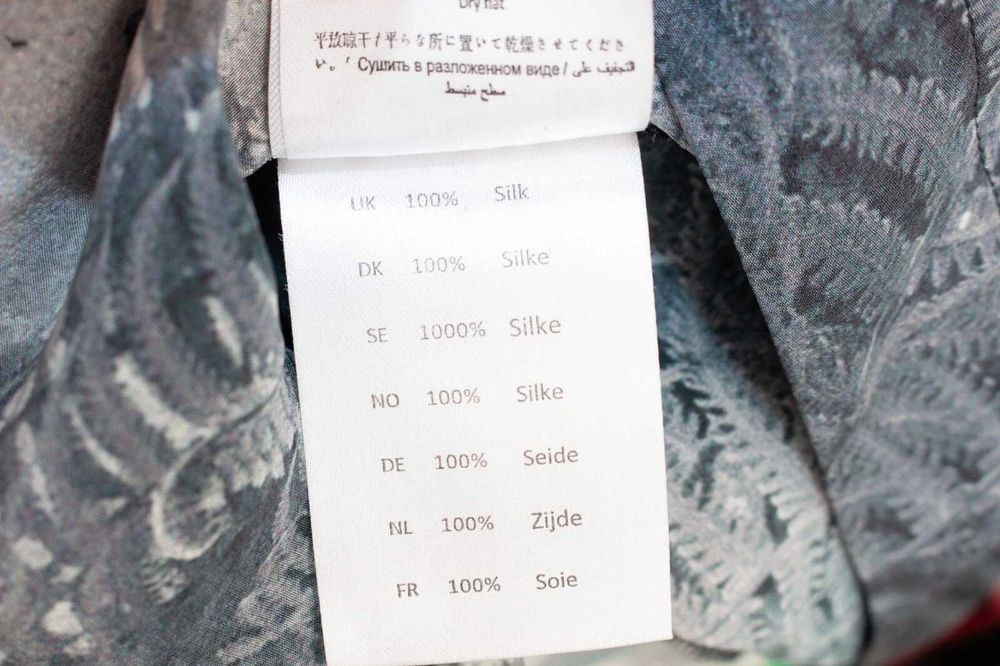 Dry flat
平放晾干 / 平らな所に置いて乾燥させてくださ
い。/ Сушить в разложенном виде / التجفيف على
سطح منبسط
UK 100% Silk
DK 100% Silke
SE 1000% Silke
NO 100% Silke
DE 100% Seide
NL 100% Zijde
FR 100% Soie